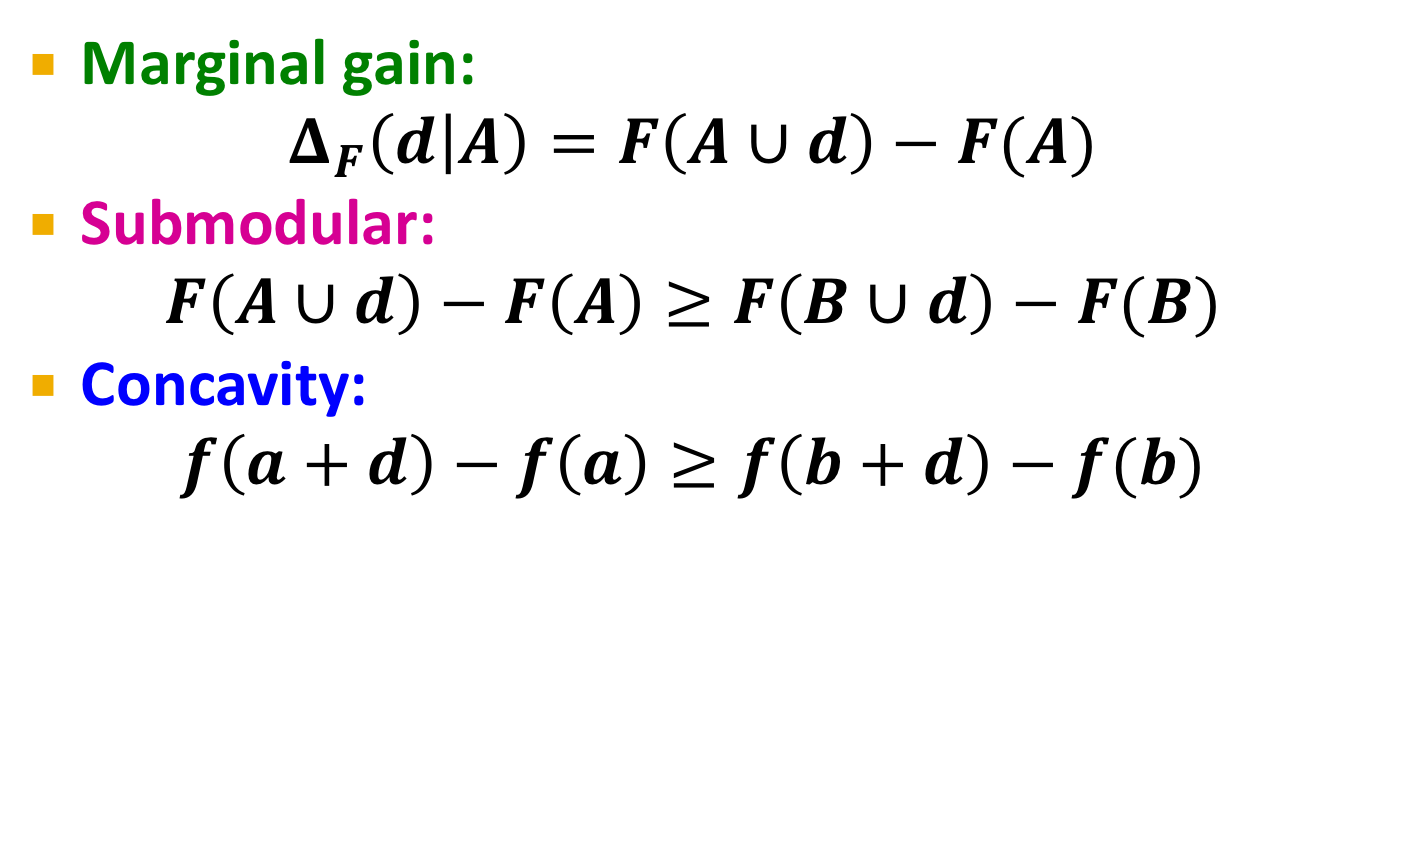 Marginal gain:
Δ_F(d|A) = F(A ∪ d) − F(A)
Submodular:
F(A ∪ d) − F(A) ≥ F(B ∪ d) − F(B)
Concavity:
f(a + d) − f(a) ≥ f(b + d) − f(b)